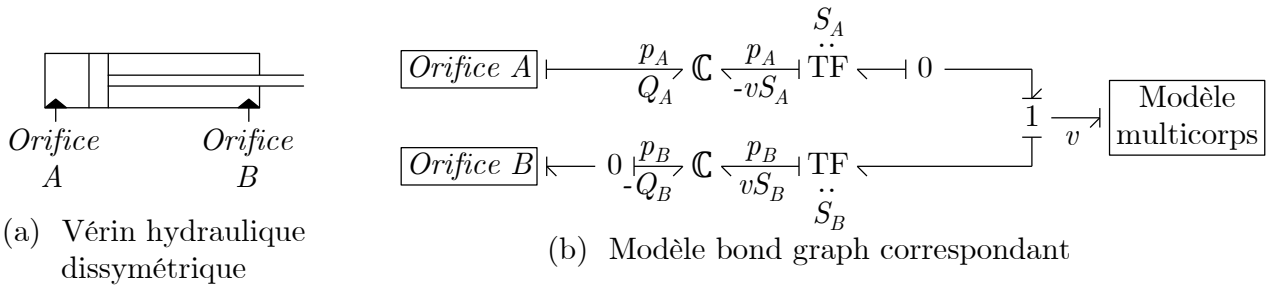 Orifice
A
Orifice
B
(a) Vérin hydraulique
dissymétrique
Orifice A
p_A
Q_A
ℂ
p_A
-vS_A
S_A
TF
0
1
v
Modèle
multicorps
Orifice B
0
p_B
-Q_B
ℂ
p_B
vS_B
TF
S_B
(b) Modèle bond graph correspondant